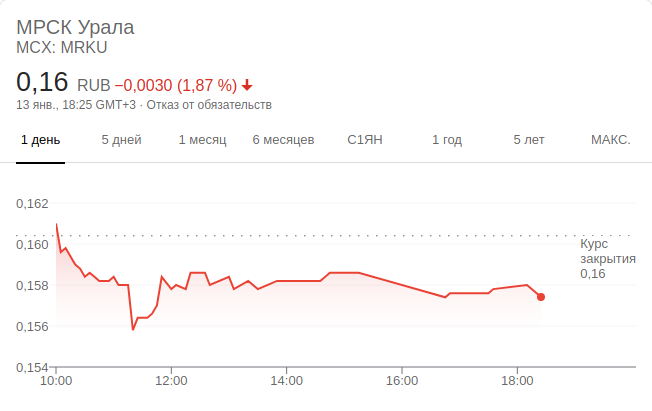 МРСК Урала
MCX: MRKU
0,16 RUB −0,0030 (1,87 %)
13 янв., 18:25 GMT+3 · Отказ от обязательств
1 день 5 дней 1 месяц 6 месяцев С1ЯН 1 год 5 лет МАКС.
0,162
0,160
Курс
закрытия
0,16
0,158
0,156
0,154
10:00 12:00 14:00 16:00 18:00